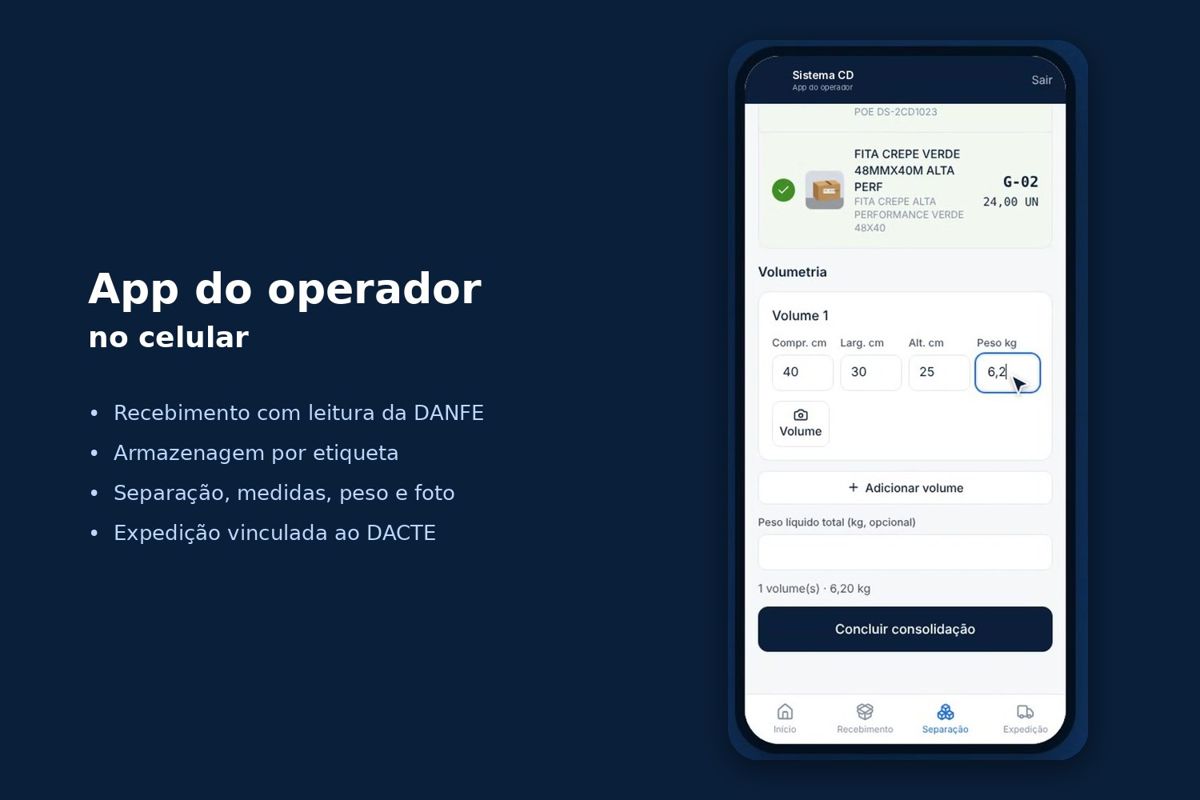 App do operador
no celular
• Recebimento com leitura da DANFE
• Armazenagem por etiqueta
• Separação, medidas, peso e foto
• Expedição vinculada ao DACTE
Sistema CD
App do operador
Sair
POE DS-2CD1023
FITA CREPE VERDE
48MMX40M ALTA
PERF
FITA CREPE ALTA
PERFORMANCE VERDE
48X40
G-02
24,00 UN
Volumetria
Volume 1
Compr. cm Larg. cm Alt. cm Peso kg
40 30 25 6,2
Volume
+ Adicionar volume
Peso líquido total (kg, opcional)
1 volume(s) · 6,20 kg
Concluir consolidação
Início Recebimento Separação Expedição